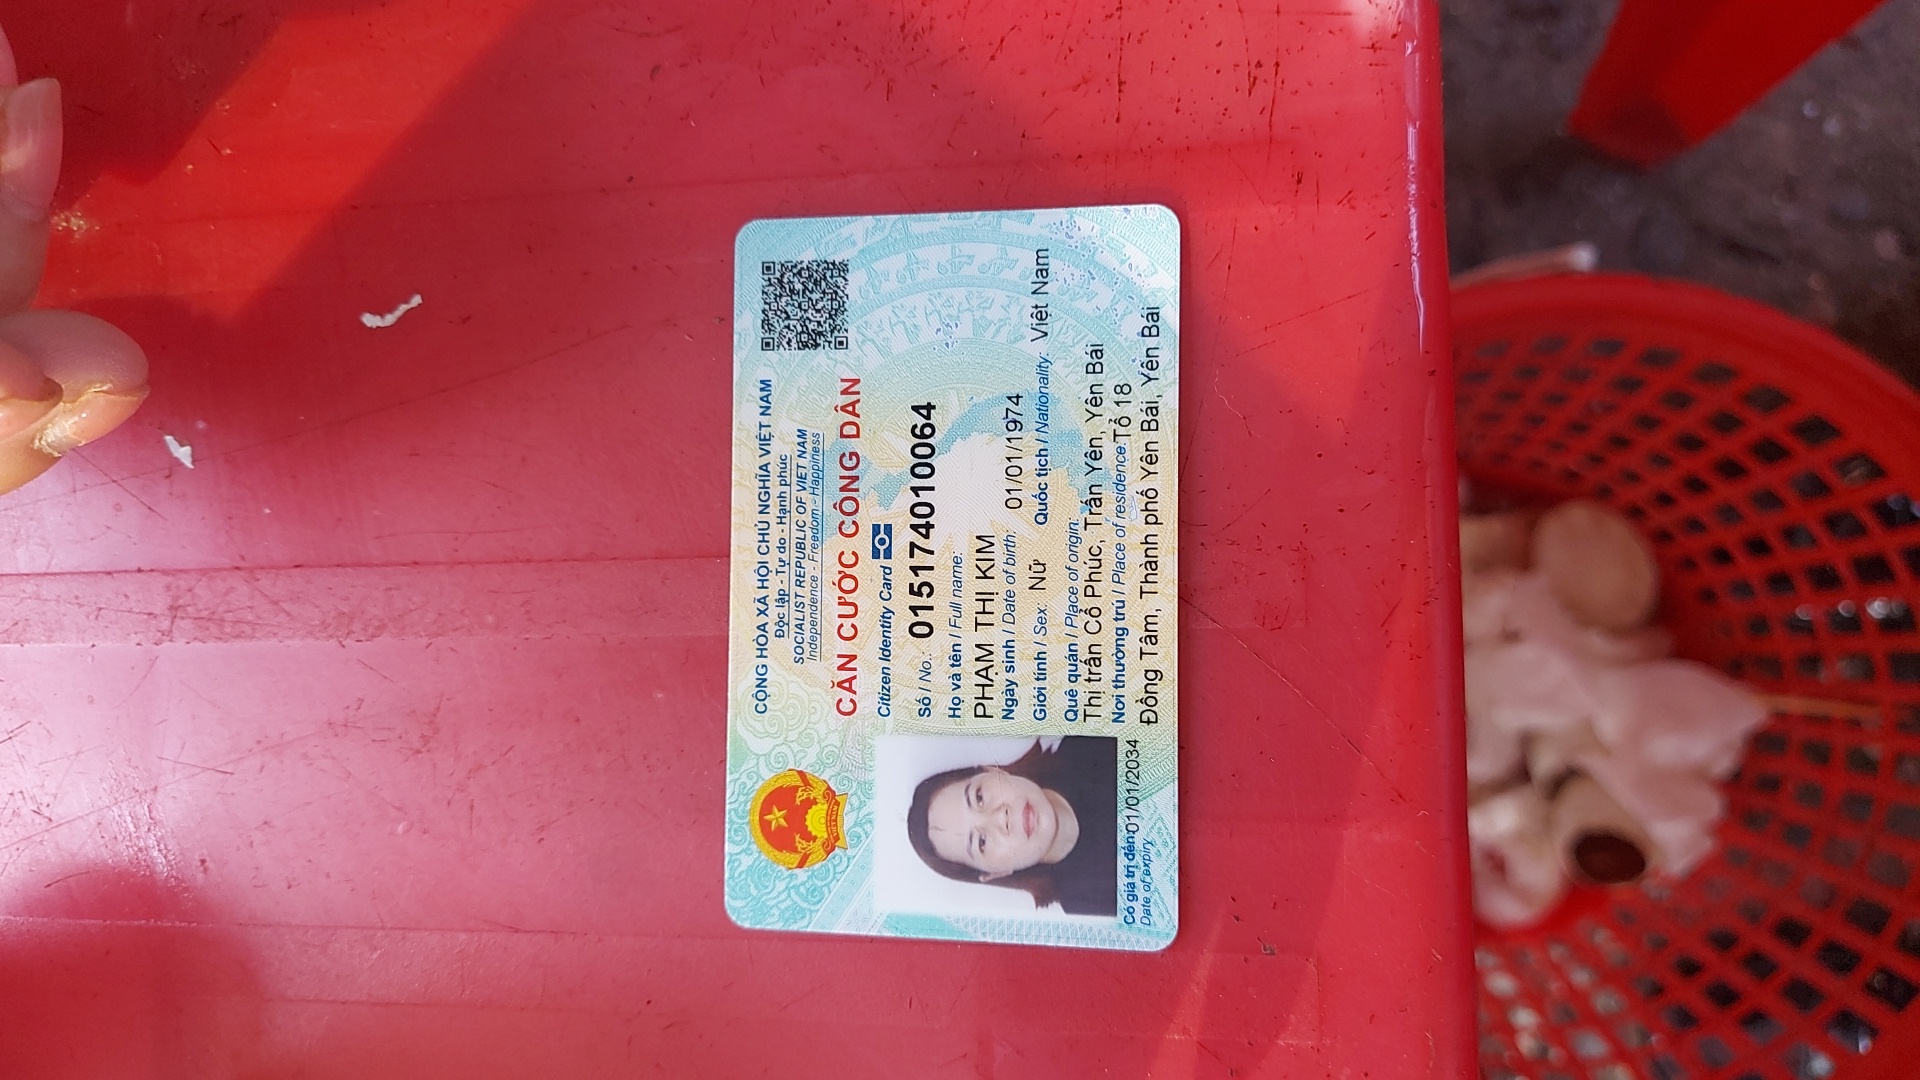 CỘNG HÒA XÃ HỘI CHỦ NGHĨA VIỆT NAM
Độc lập - Tự do - Hạnh phúc
SOCIALIST REPUBLIC OF VIET NAM
Independence - Freedom - Happiness
CĂN CƯỚC CÔNG DÂN
Citizen Identity Card
Số / No.: 015174010064
Họ và tên / Full name:
PHẠM THỊ KIM
Ngày sinh / Date of birth: 01/01/1974
Giới tính / Sex: Nữ Quốc tịch / Nationality: Việt Nam
Quê quán / Place of origin:
Thị trấn Cổ Phúc, Trấn Yên, Yên Bái
Nơi thường trú / Place of residence: Tổ 18
Đồng Tâm, Thành phố Yên Bái, Yên Bái
Có giá trị đến: 01/01/2034
Date of expiry
VIỆT NAM